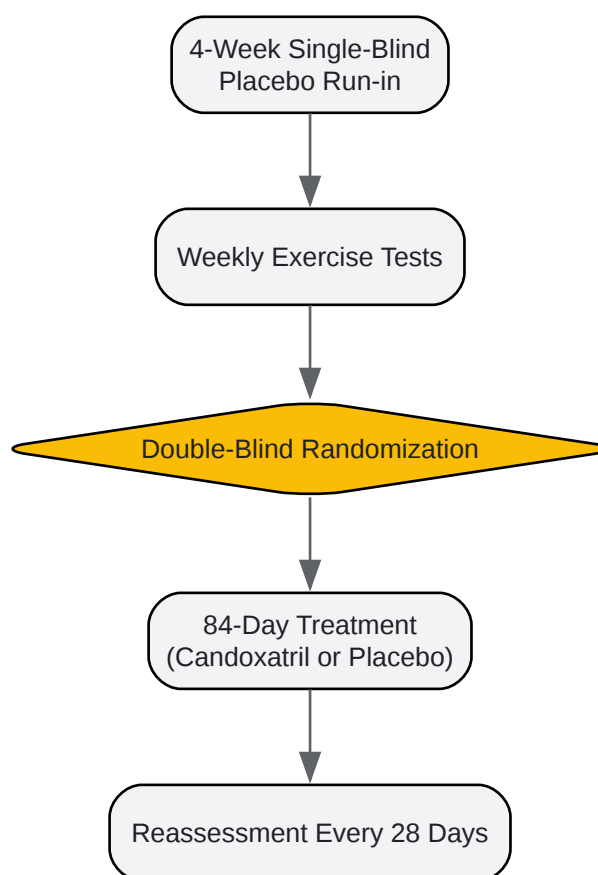 4-Week Single-Blind
Placebo Run-in
Weekly Exercise Tests
Double-Blind Randomization
84-Day Treatment
(Candoxatril or Placebo)
Reassessment Every 28 Days